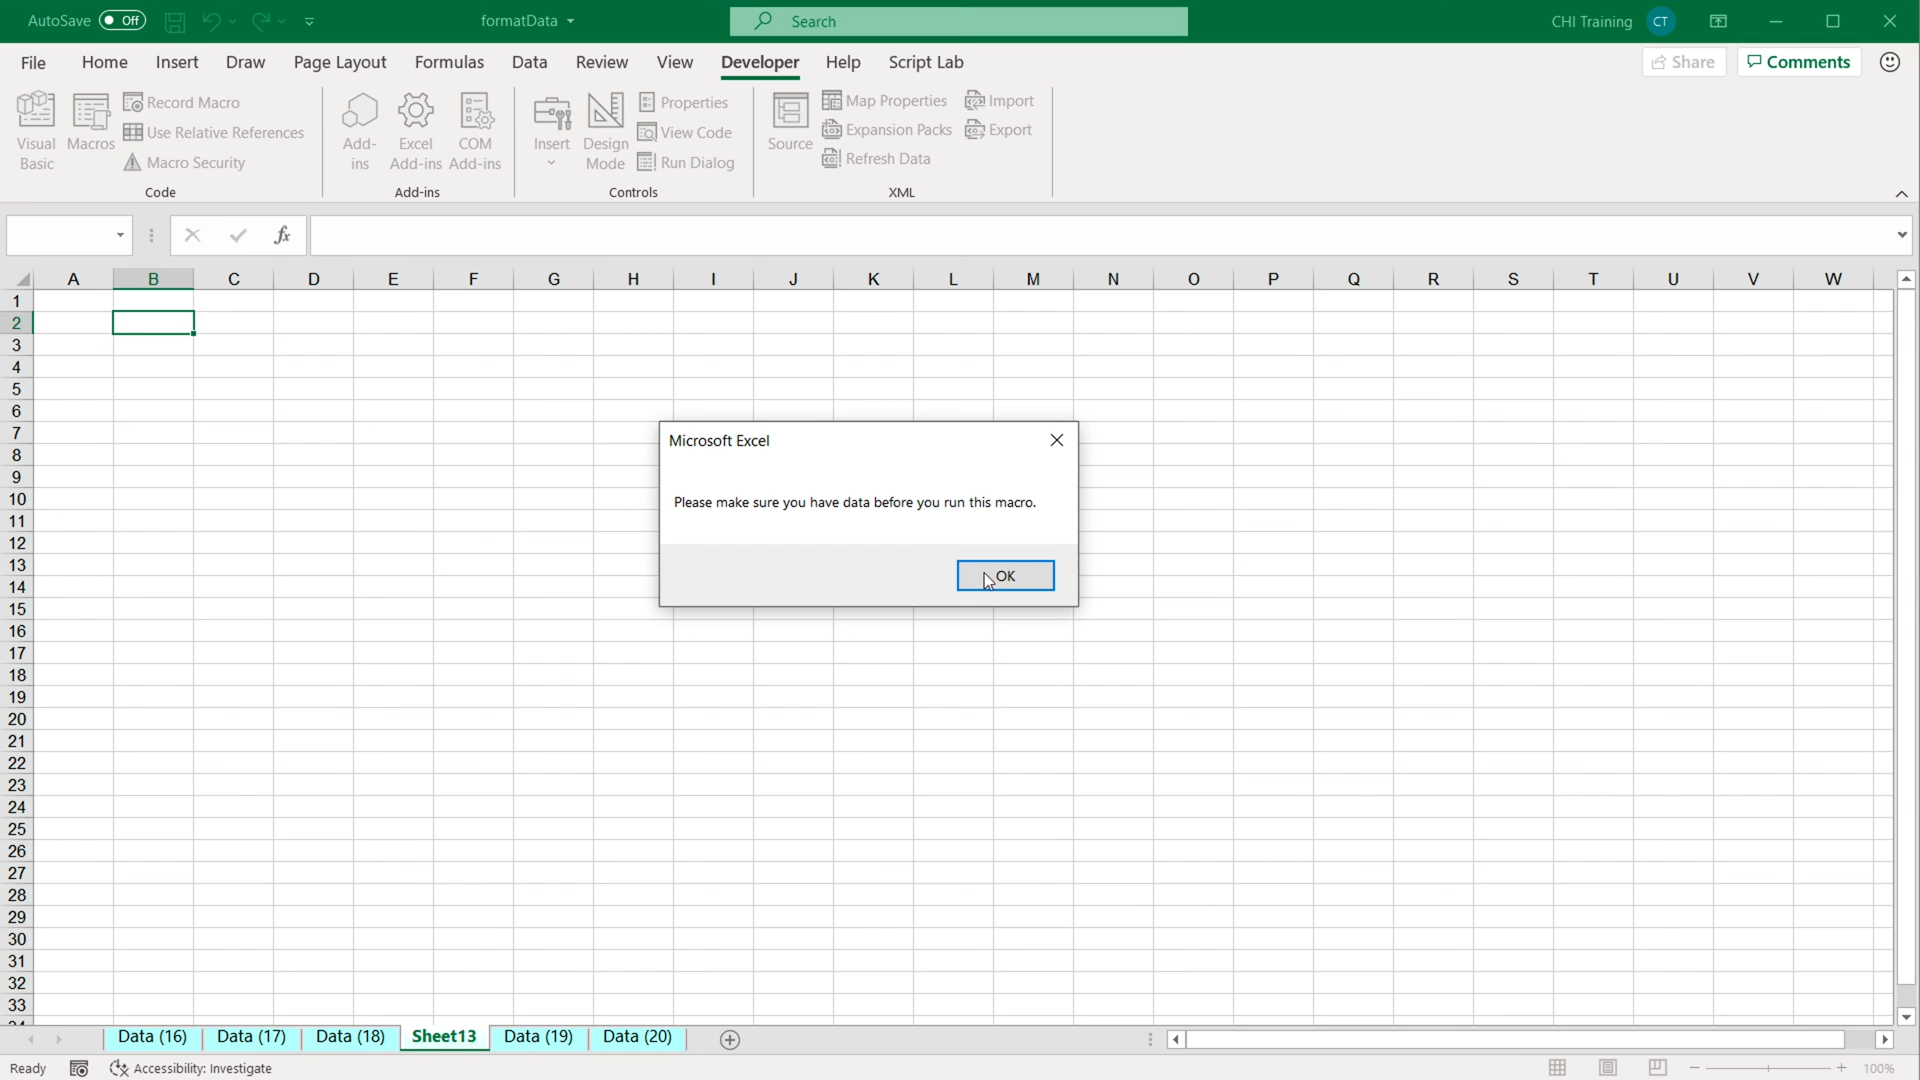 AutoSave Off formatData Search CHI Training CT
File Home Insert Draw Page Layout Formulas Data Review View Developer Help Script Lab Share Comments
Visual Basic
Macros
Record Macro
Use Relative References
Macro Security
Code
Add-ins
Excel Add-ins
COM Add-ins
Add-ins
Insert
Design Mode
Properties
View Code
Run Dialog
Controls
Source
Map Properties
Expansion Packs
Refresh Data
Import
Export
XML
fx
A B C D E F G H I J K L M N O P Q R S T U V W
1
2
3
4
5
6
7
8
9
10
11
12
13
14
15
16
17
18
19
20
21
22
23
24
25
26
27
28
29
30
31
32
33
34
Microsoft Excel
Please make sure you have data before you run this macro.
OK
Data (16) Data (17) Data (18) Sheet13 Data (19) Data (20)
Ready Accessibility: Investigate 100%